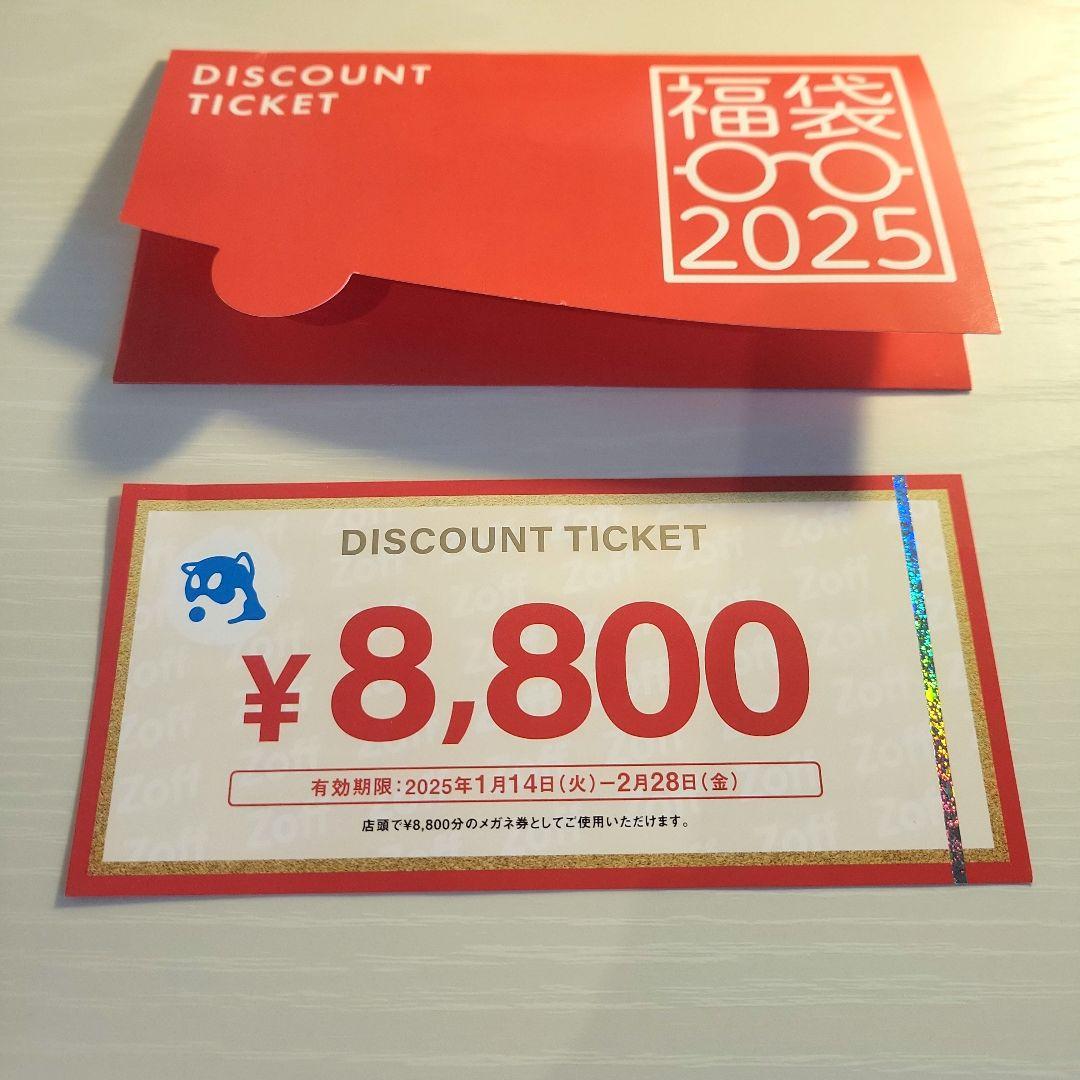 DISCOUNT
TICKET
福袋
2025
DISCOUNT TICKET
¥8,800
有効期限：2025年1月14日（火）−2月28日（金）
店頭で¥8,800分のメガネ券としてご使用いただけます。
Zoff